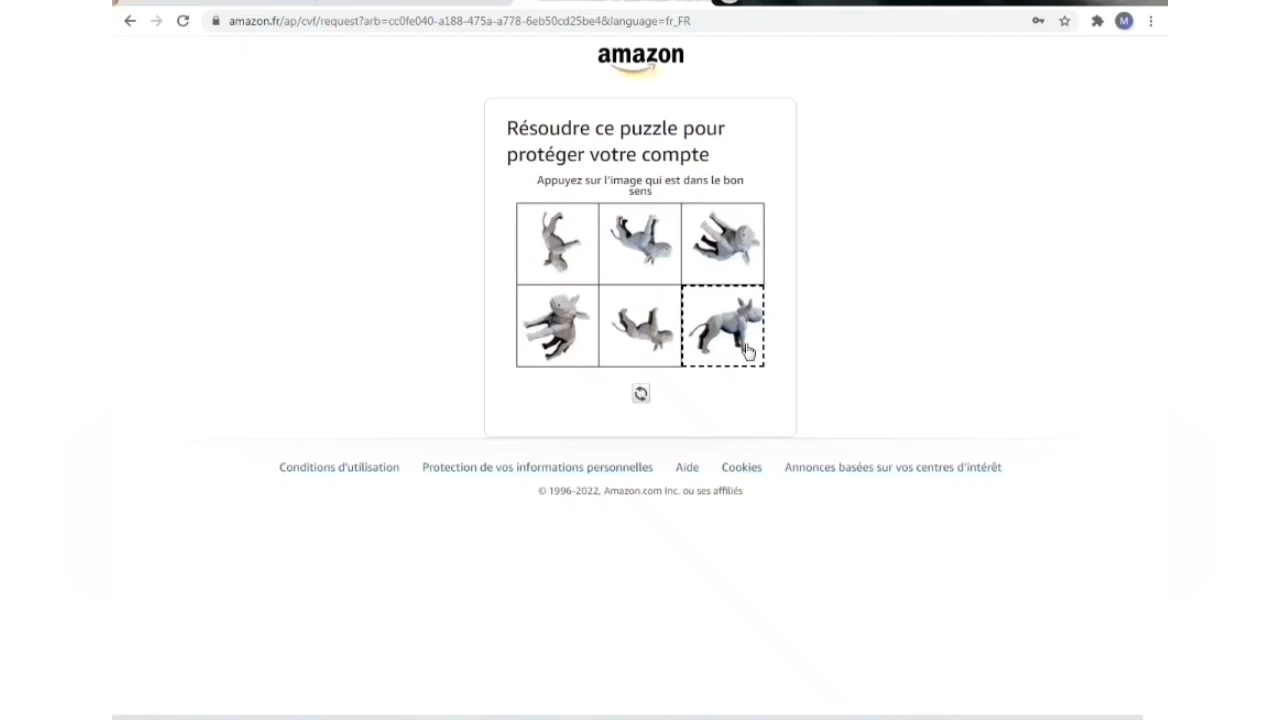 amazon.fr/ap/cvf/request?arb=cc0fe040-a188-475a-a778-6eb50cd25be4&language=fr_FR
M
amazon
Résoudre ce puzzle pour
protéger votre compte
Appuyez sur l'image qui est dans le bon
sens
Conditions d'utilisation Protection de vos informations personnelles Aide Cookies Annonces basées sur vos centres d'intérêt
© 1996-2022, Amazon.com Inc. ou ses affiliés